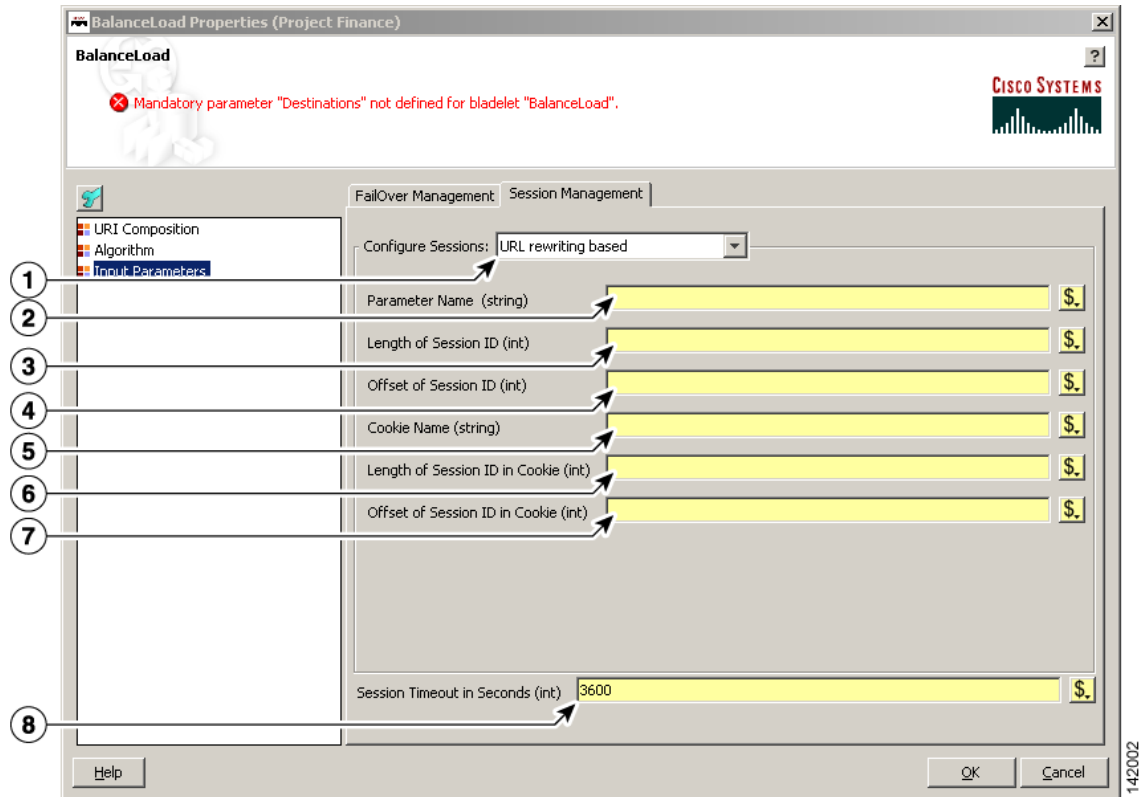 BalanceLoad Properties (Project Finance)
BalanceLoad
?
Mandatory parameter "Destinations" not defined for bladelet "BalanceLoad".
CISCO SYSTEMS
FailOver Management
Session Management
URI Composition
Algorithm
Input Parameters
Configure Sessions: URL rewriting based
1
Parameter Name (string) $
2
Length of Session ID (int) $
3
Offset of Session ID (int) $
4
Cookie Name (string) $
5
Length of Session ID in Cookie (int) $
6
Offset of Session ID in Cookie (int) $
7
Session Timeout in Seconds (int) 3600 $
8
Help
OK
Cancel
142002